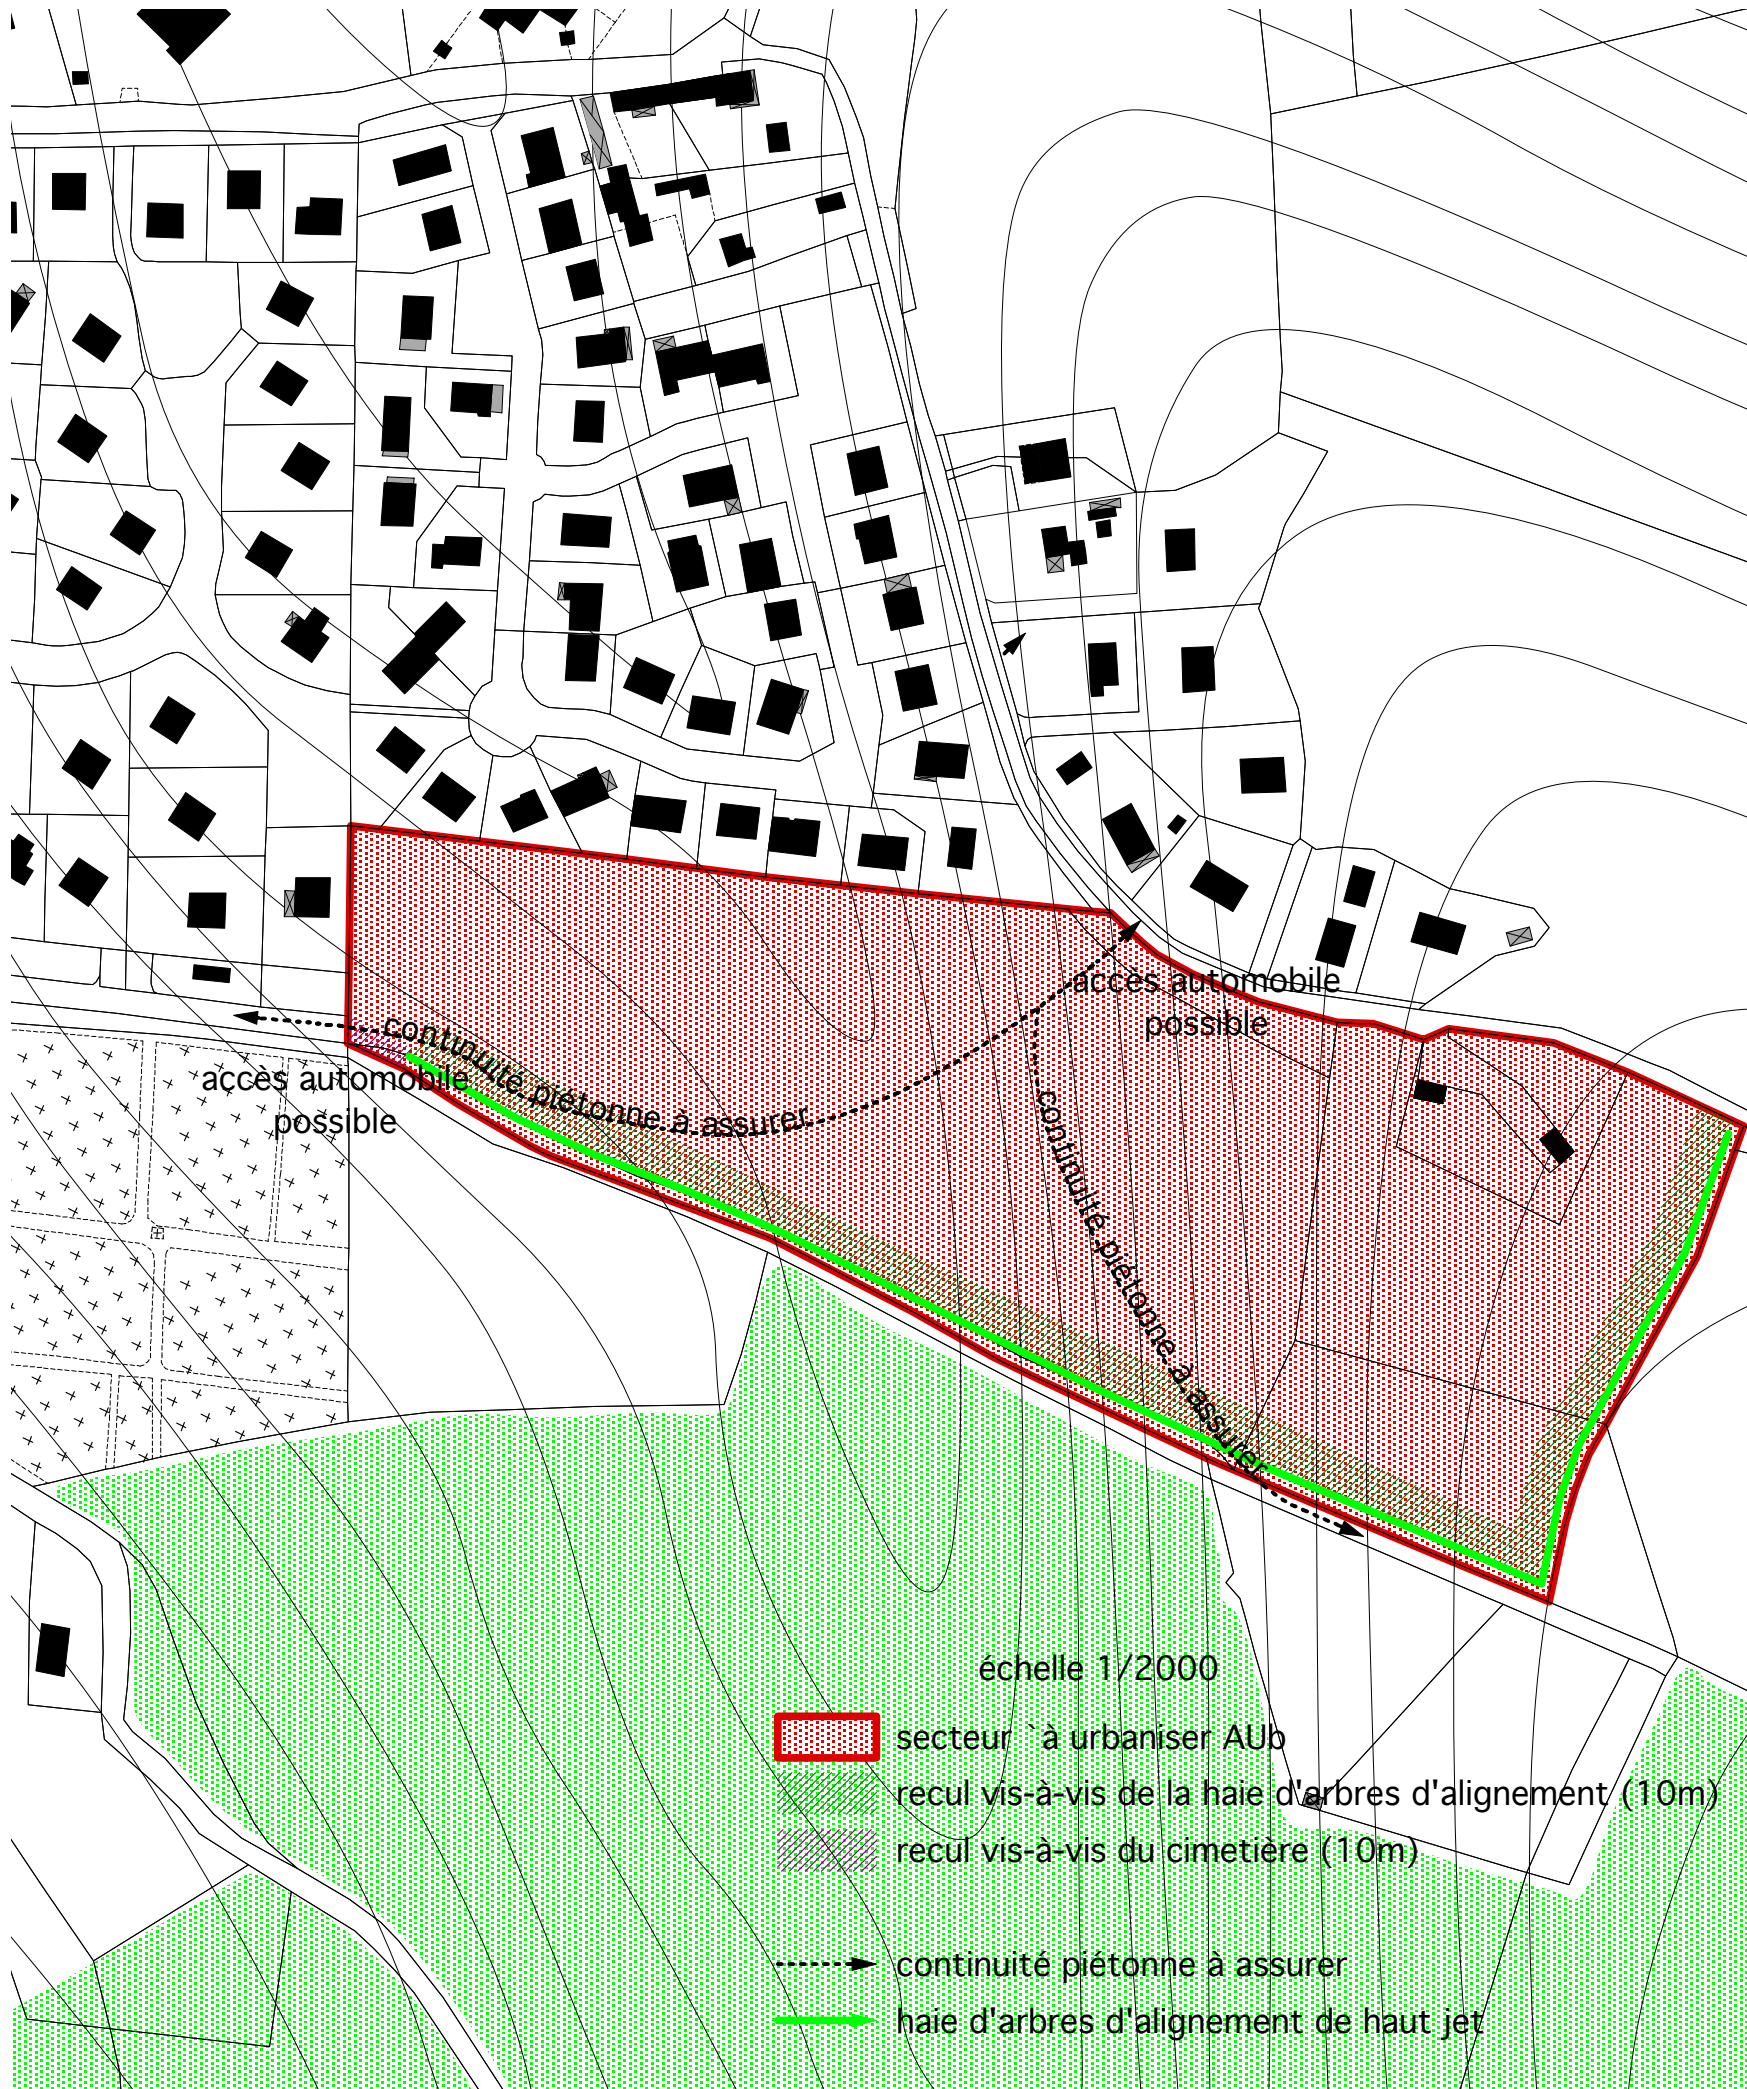 accès automobile
possible
continuité piétonne à assurer
accès automobile
possible
continuité piétonne à assurer
échelle 1/2000
secteur `à urbaniser AUb
recul vis-à-vis de la haie d'arbres d'alignement (10m)
recul vis-à-vis du cimetière (10m)
continuité piétonne à assurer
haie d'arbres d'alignement de haut jet